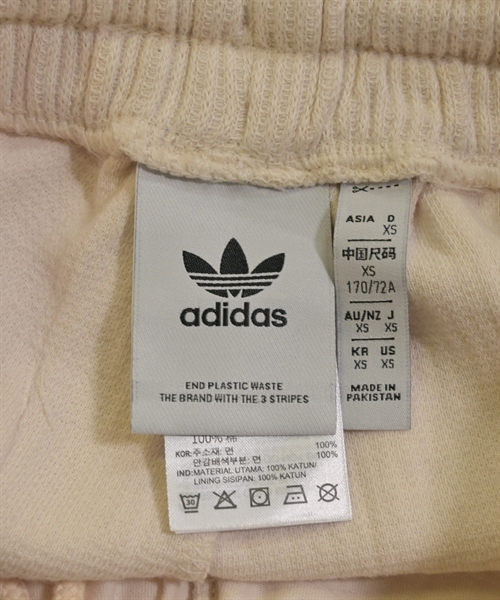 adidas
END PLASTIC WASTE
THE BRAND WITH THE 3 STRIPES
ASIA D
XS
中国尺码
XS
170/72A
AU/NZ J
XS XS
KR US
XS XS
MADE IN
PAKISTAN
100% 棉
KOR: 주소재: 면 100%
안감배색부분: 면 100%
IND: MATERIAL UTAMA: 100% KATUN/
LINING SISIPAN: 100% KATUN
30